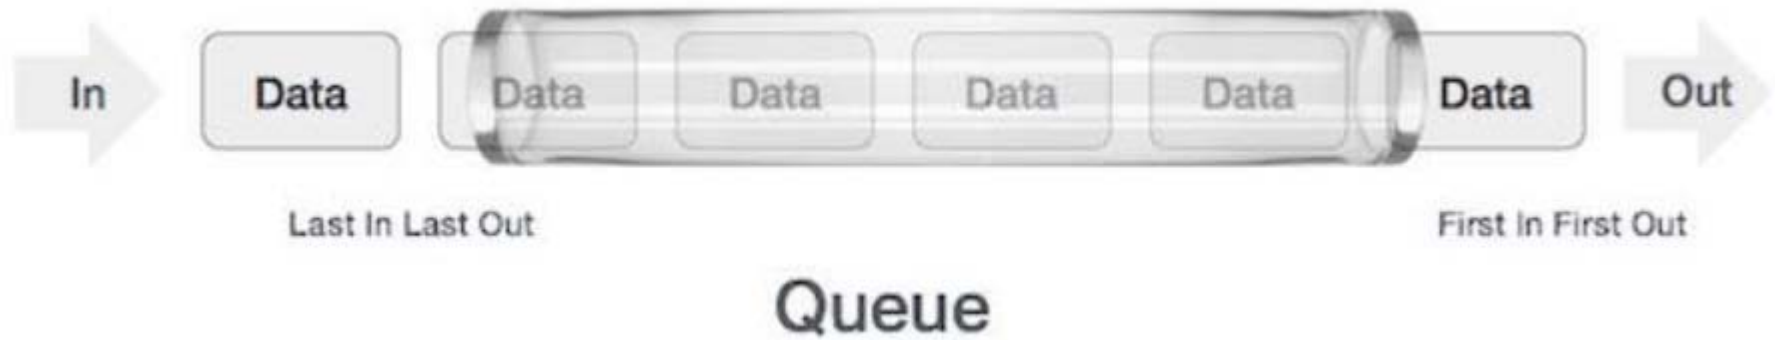 In Data Data Data Data Data Data Out
Last In Last Out First In First Out
Queue